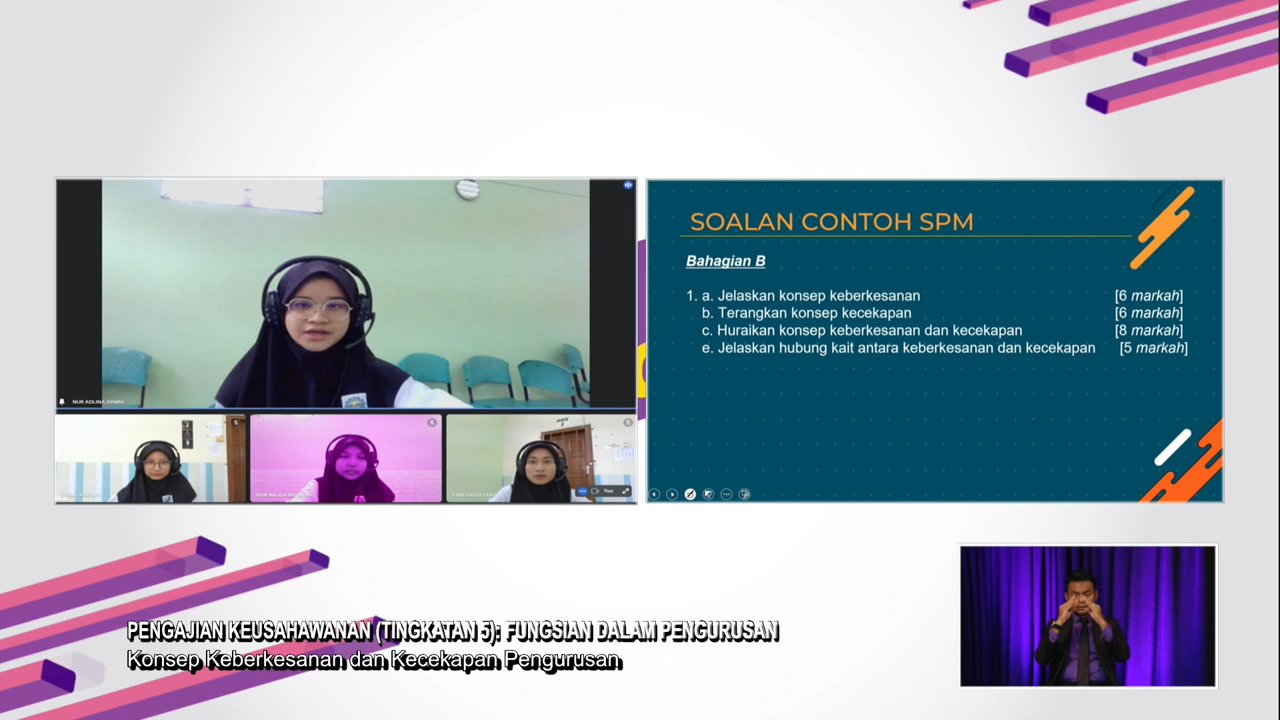 SOALAN CONTOH SPM
Bahagian B
1. a. Jelaskan konsep keberkesanan [6 markah]
b. Terangkan konsep kecekapan [6 markah]
c. Huraikan konsep keberkesanan dan kecekapan [8 markah]
e. Jelaskan hubung kait antara keberkesanan dan kecekapan [5 markah]
You
PENGAJIAN KEUSAHAWANAN (TINGKATAN 5): FUNGSIAN DALAM PENGURUSAN
Konsep Keberkesanan dan Kecekapan Pengurusan